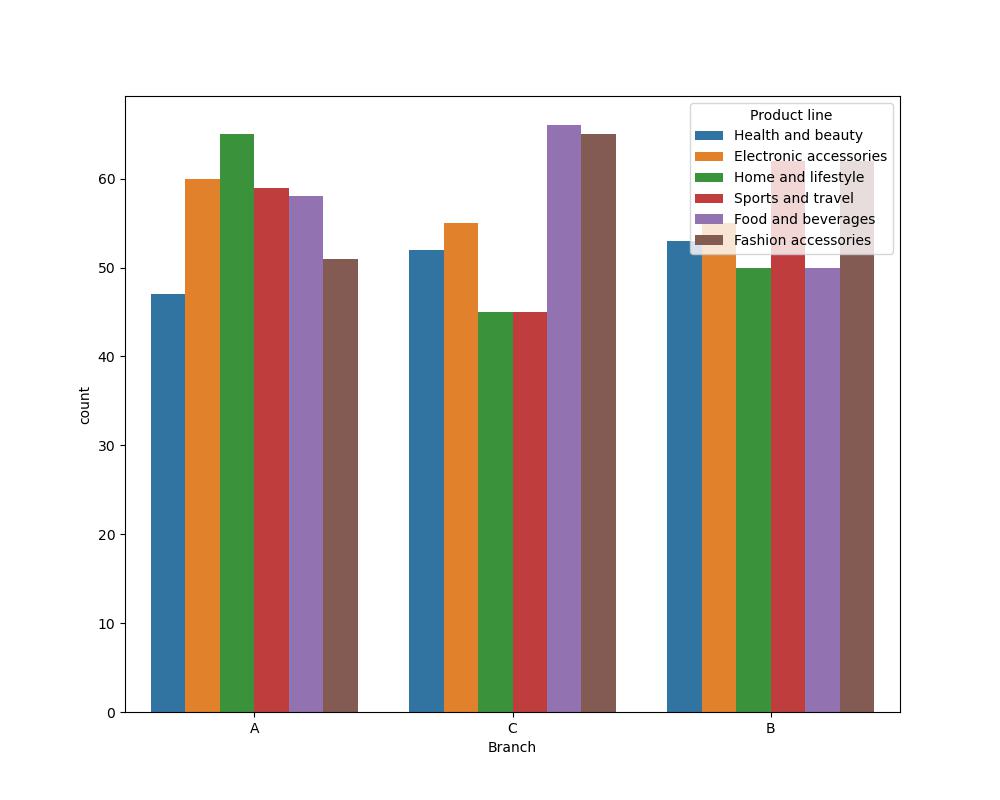 Product line
Health and beauty
Electronic accessories
Home and lifestyle
Sports and travel
Food and beverages
Fashion accessories
60
50
40
30
20
10
0
count
A
C
B
Branch